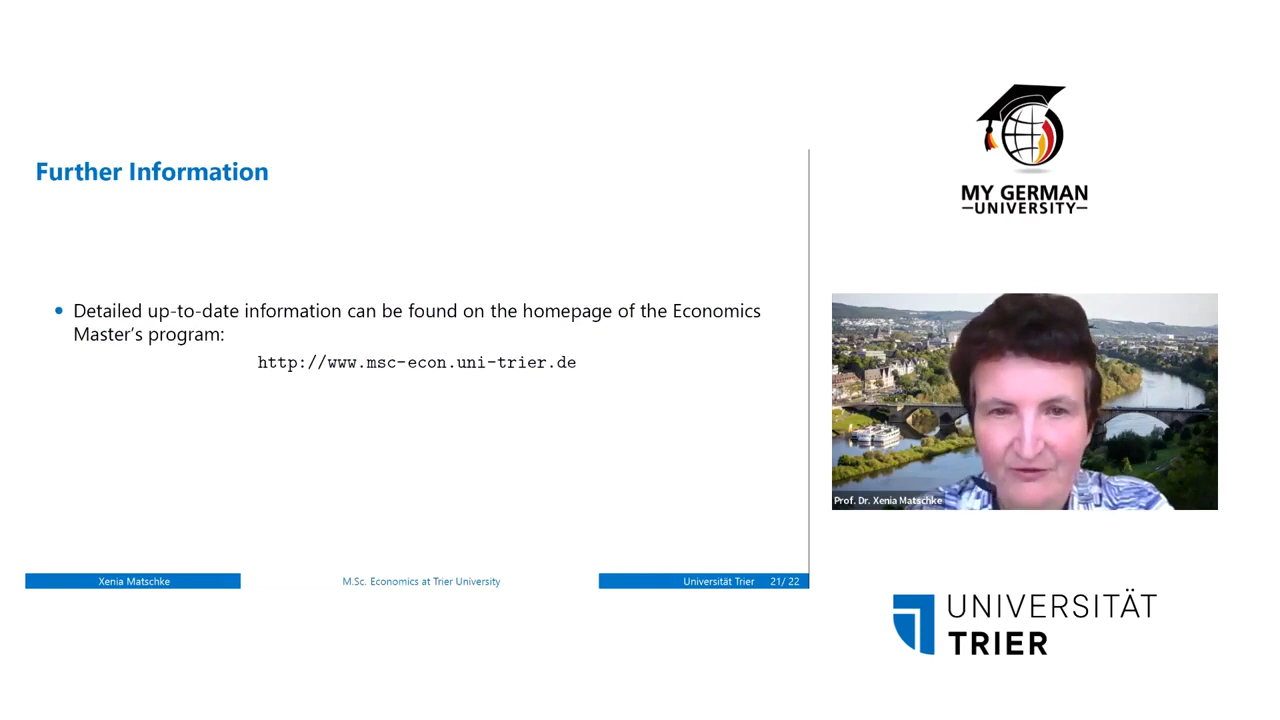 Further Information
• Detailed up-to-date information can be found on the homepage of the Economics
Master's program:
http://www.msc-econ.uni-trier.de
Xenia Matschke
M.Sc. Economics at Trier University
Universität Trier 21/ 22
MY GERMAN
–UNIVERSITY–
Prof. Dr. Xenia Matschke
UNIVERSITÄT
TRIER